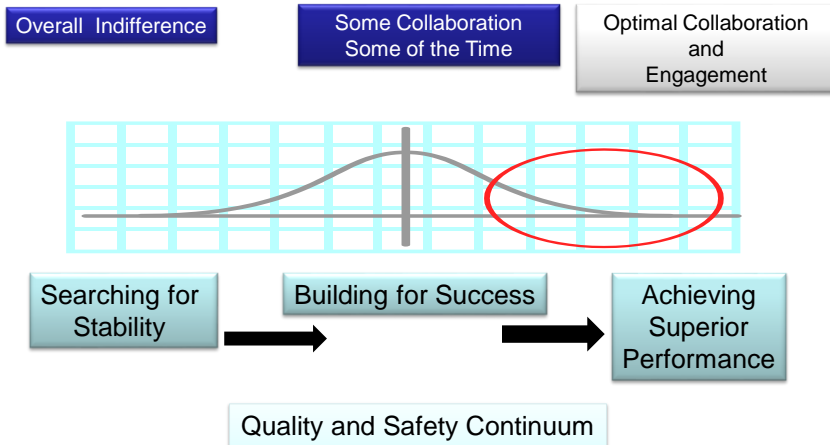 Overall Indifference
Some Collaboration
Some of the Time
Optimal Collaboration
and
Engagement
Searching for
Stability
Building for Success
Achieving
Superior
Performance
Quality and Safety Continuum